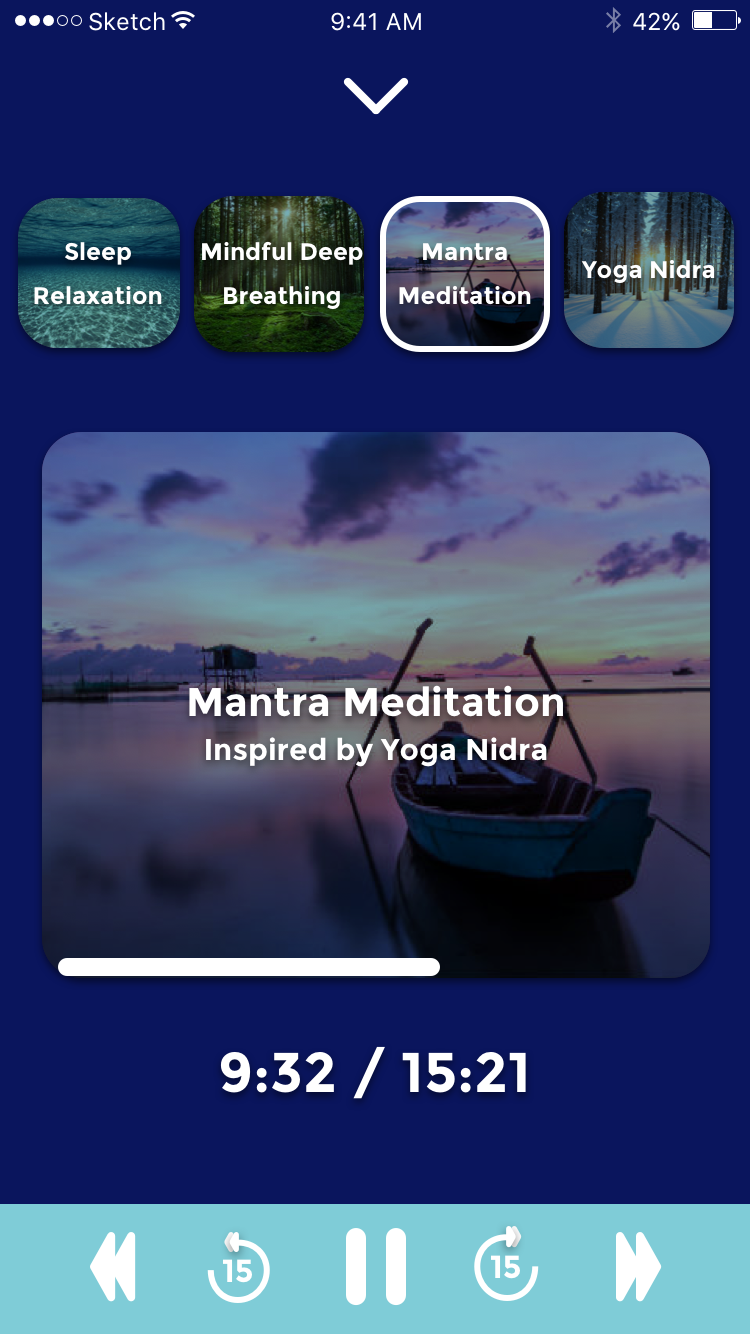 Sketch 9:41 AM 42%
Sleep
Relaxation
Mindful Deep
Breathing
Mantra
Meditation
Yoga Nidra
Mantra Meditation
Inspired by Yoga Nidra
9:32 / 15:21
15 15